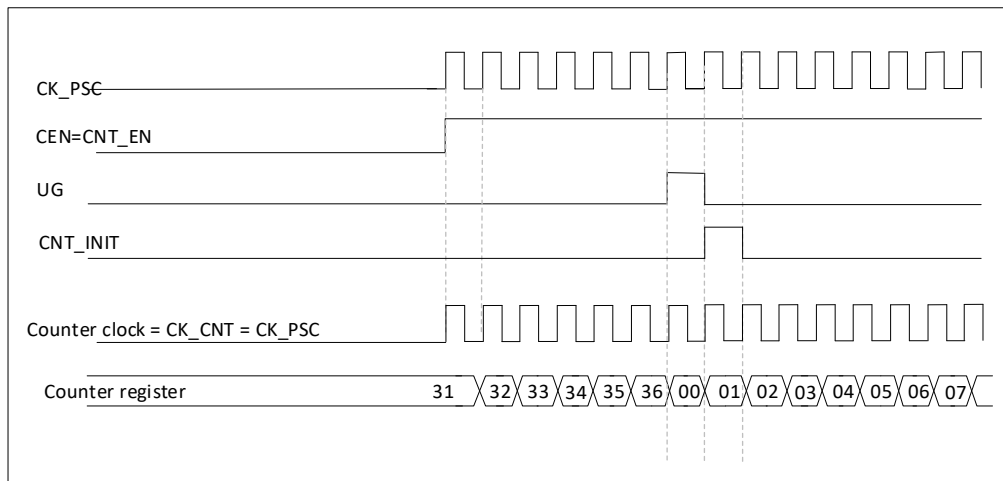 CK_PSC
CEN=CNT_EN
UG
CNT_INIT
Counter clock = CK_CNT = CK_PSC
Counter register 31 32 33 34 35 36 00 01 02 03 04 05 06 07